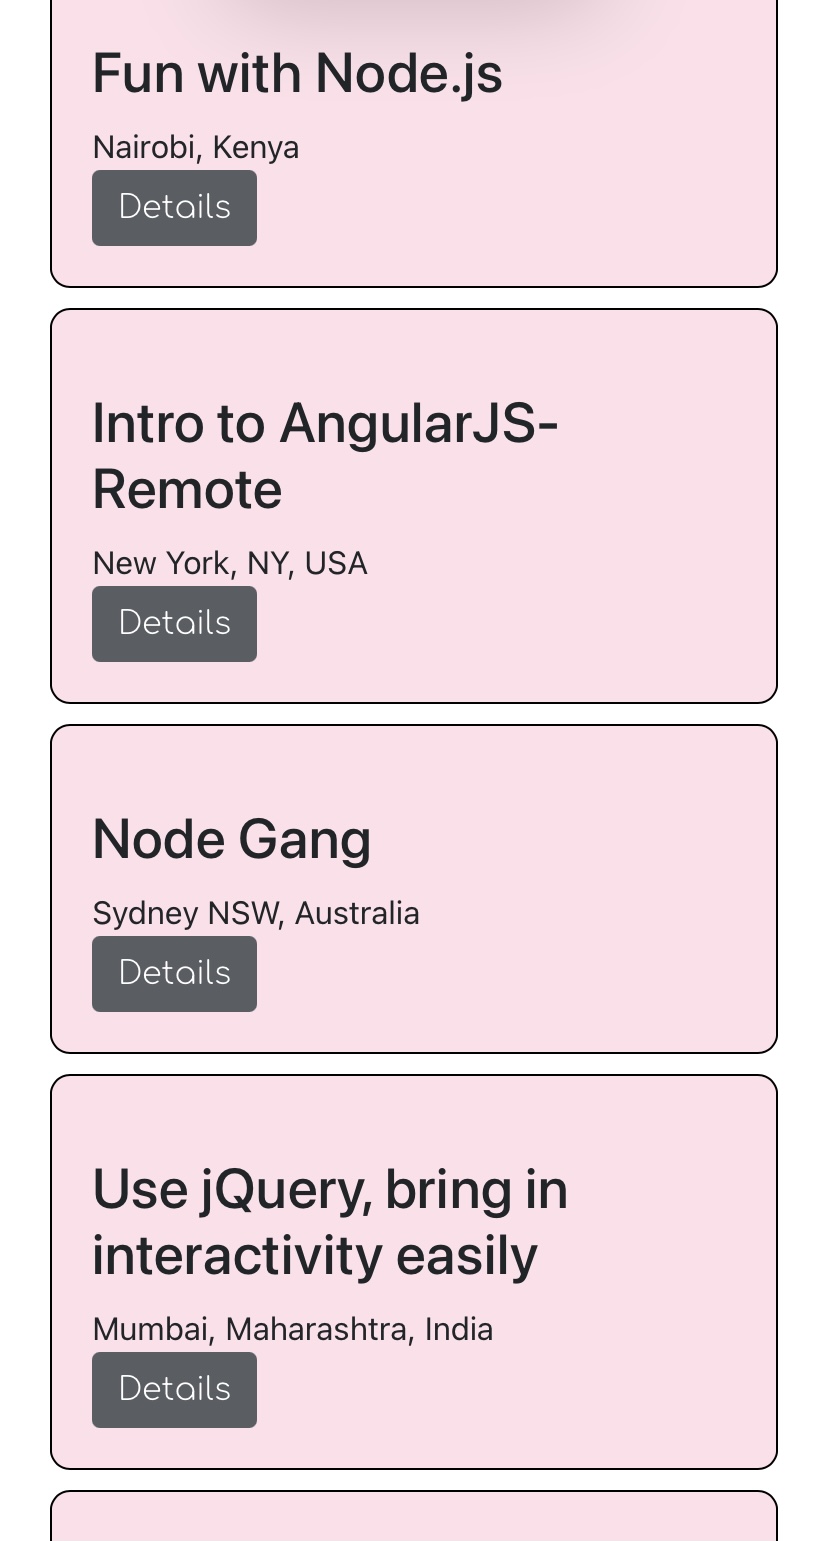 Fun with Node.js
Nairobi, Kenya
Details
Intro to AngularJS-
Remote
New York, NY, USA
Details
Node Gang
Sydney NSW, Australia
Details
Use jQuery, bring in
interactivity easily
Mumbai, Maharashtra, India
Details